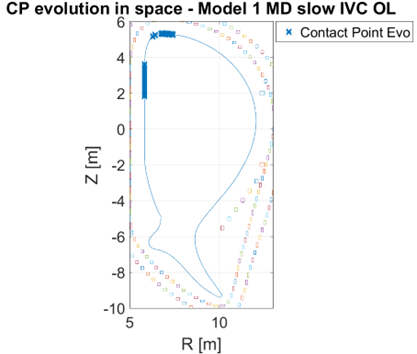 CP evolution in space - Model 1 MD slow IVC OL
Contact Point Evo
6
4
2
0
-2
-4
-6
-8
-10
Z [m]
5
10
R [m]